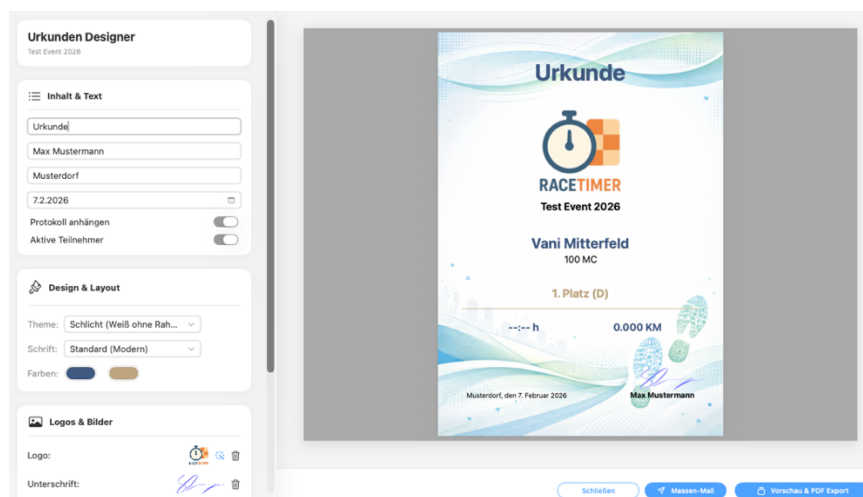 Urkunden Designer
Test Event 2026
Inhalt & Text
Urkunde
Max Mustermann
Musterdorf
7.2.2026
Protokoll anhängen
Aktive Teilnehmer
Design & Layout
Theme: Schlicht (Weiß ohne Rah...
Schrift: Standard (Modern)
Farben:
Logos & Bilder
Logo:
Unterschrift:
Urkunde
RACETIMER
Test Event 2026
Vani Mitterfeld
100 MC
1. Platz (D)
--:-- h 0.000 KM
Musterdorf, den 7. Februar 2026 Max Mustermann
Schließen Massen-Mail Vorschau & PDF Export